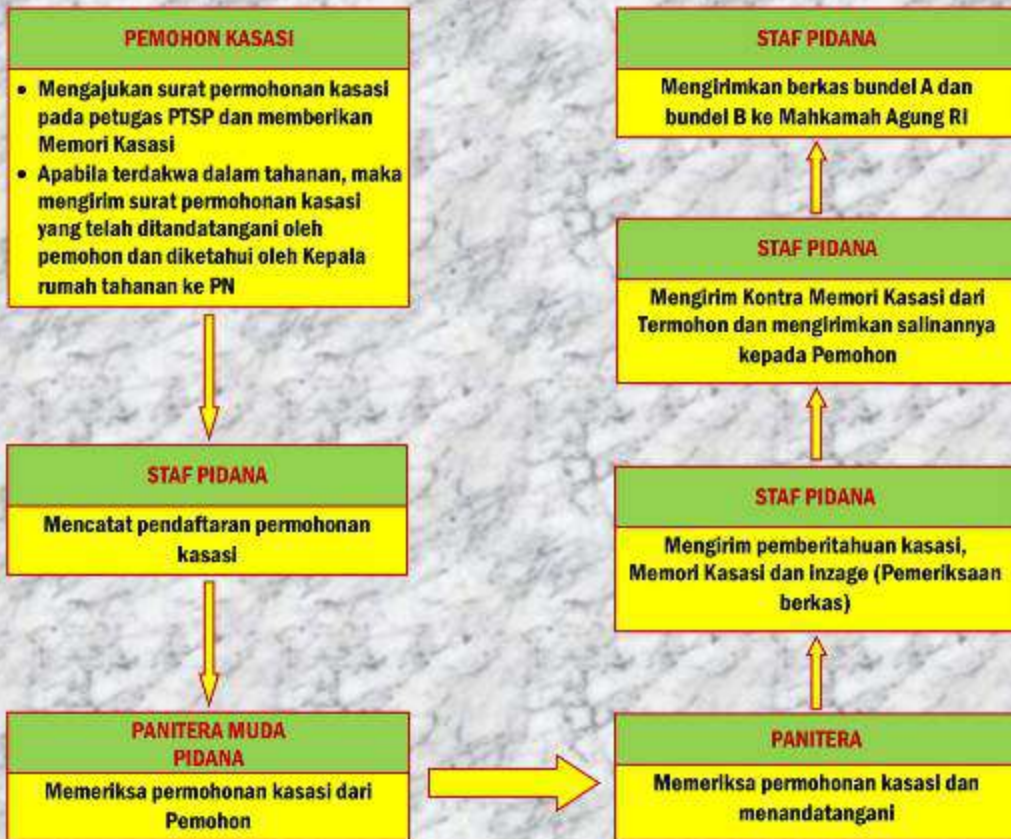 PEMOHON KASASI
• Mengajukan surat permohonan kasasi
pada petugas PTSP dan memberikan
Memori Kasasi
• Apabila terdakwa dalam tahanan, maka
mengirim surat permohonan kasasi
yang telah ditandatangani oleh
pemohon dan diketahui oleh Kepala
rumah tahanan ke PN
STAF PIDANA
Mencatat pendaftaran permohonan
kasasi
PANITERA MUDA
PIDANA
Memeriksa permohonan kasasi dari
Pemohon
PANITERA
Memeriksa permohonan kasasi dan
menandatangani
STAF PIDANA
Mengirim pemberitahuan kasasi,
Memori Kasasi dan Inzage (Pemeriksaan
berkas)
STAF PIDANA
Mengirim Kontra Memori Kasasi dari
Termohon dan mengirimkan salinannya
kepada Pemohon
STAF PIDANA
Mengirimkan berkas bundel A dan
bundel B ke Mahkamah Agung RI